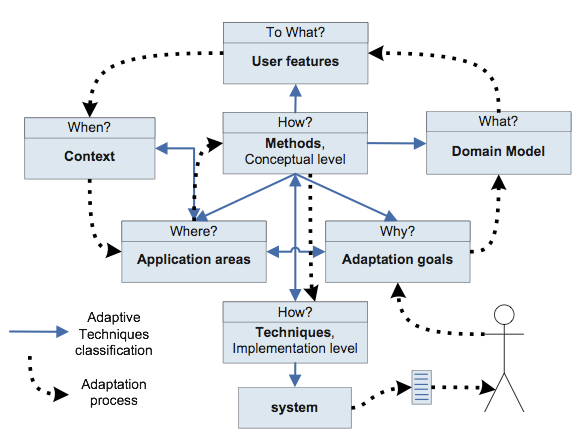 To What?
User features
When?
Context
How?
Methods,
Conceptual level
What?
Domain Model
Where?
Application areas
Why?
Adaptation goals
How?
Techniques,
Implementation level
system
Adaptive
Techniques
classification
Adaptation
process